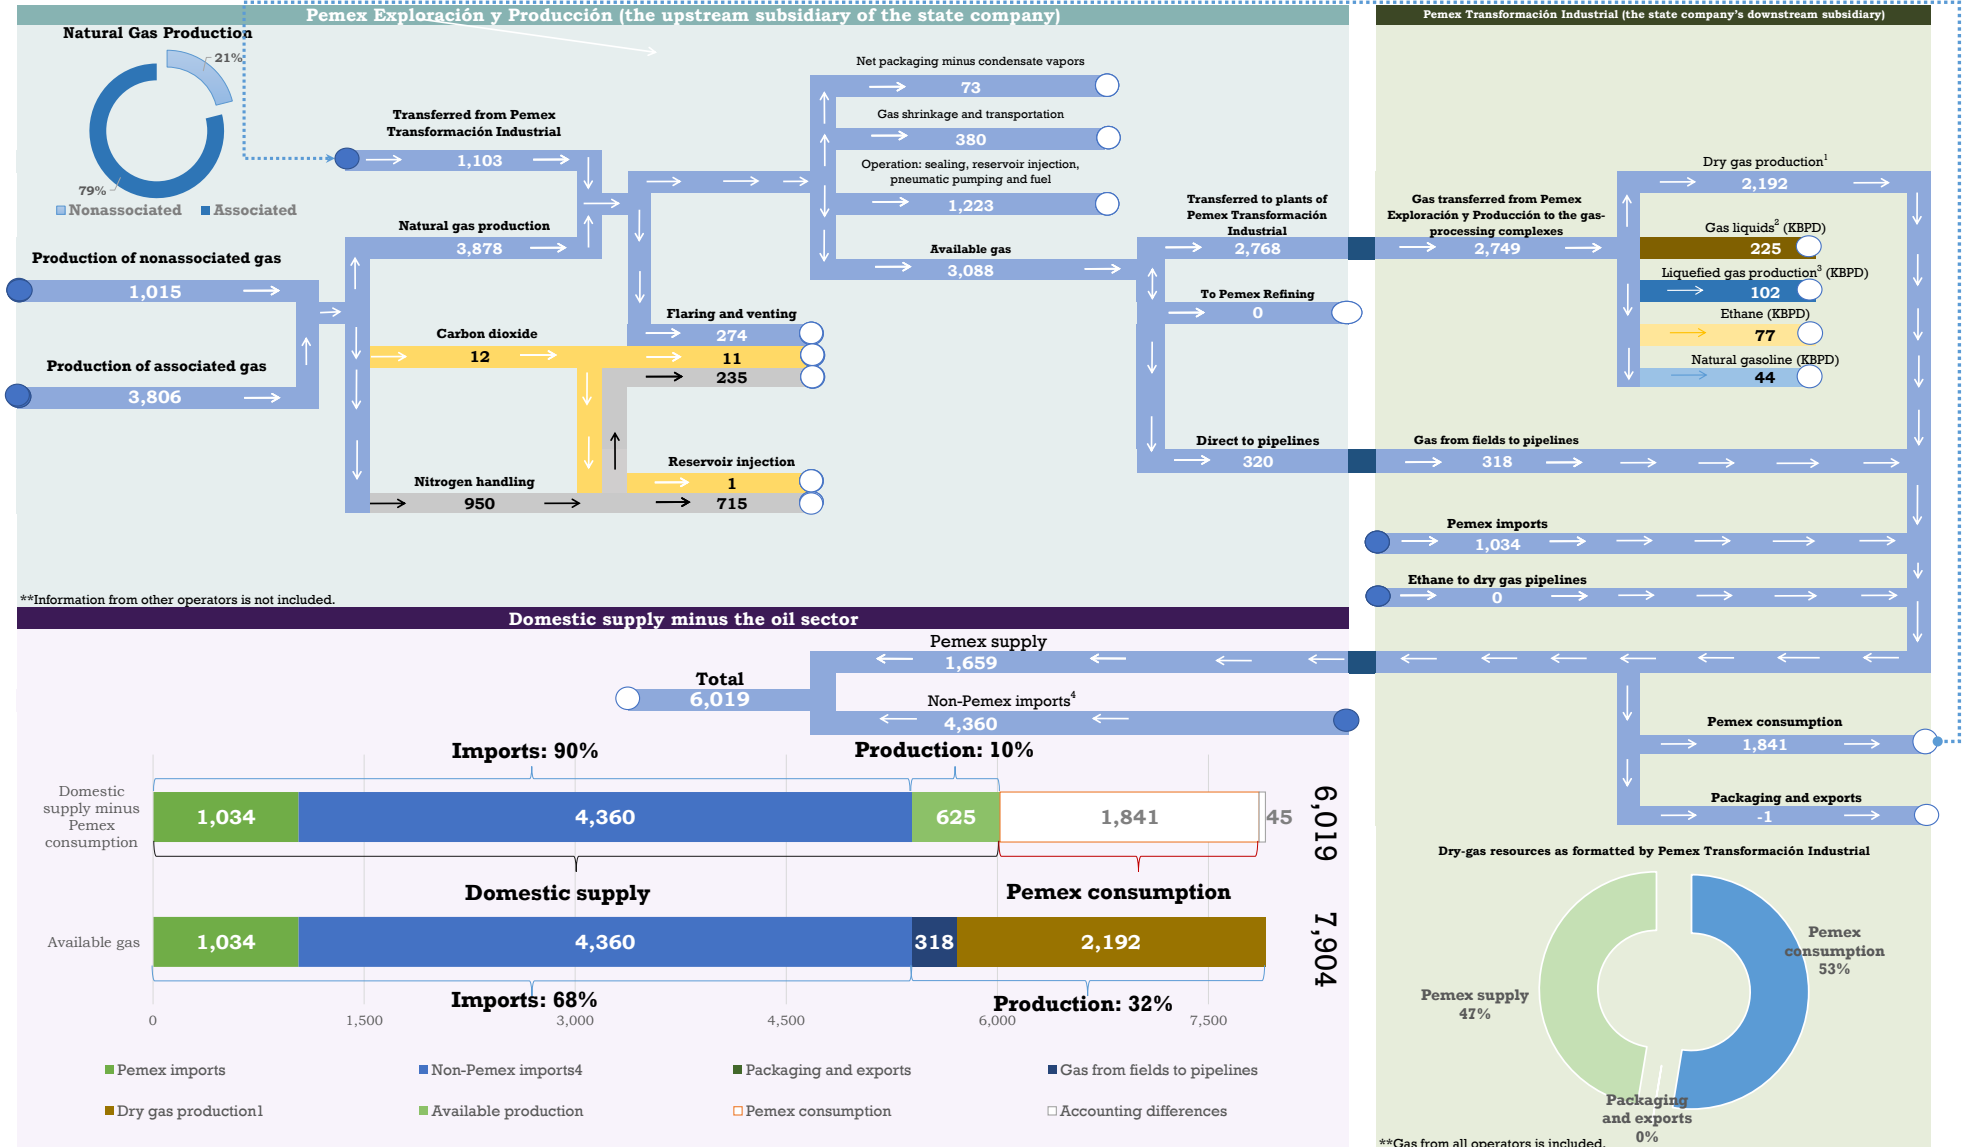 Pemex Exploración y Producción (the upstream subsidiary of the state company)
Natural Gas Production
21%
79%
Nonassociated
Associated
Production of nonassociated gas
1,015
Production of associated gas
3,806
Transferred from Pemex
Transformación Industrial
1,103
Natural gas production
3,878
Carbon dioxide
12
Nitrogen handling
950
Flaring and venting
274
11
235
Reservoir injection
1
715
Net packaging minus condensate vapors
73
Gas shrinkage and transportation
380
Operation: sealing, reservoir injection,
pneumatic pumping and fuel
1,223
Available gas
3,088
Transferred to plants of
Pemex Transformación
Industrial
2,768
To Pemex Refining
0
Direct to pipelines
320
**Information from other operators is not included.
Pemex Transformación Industrial (the state company's downstream subsidiary)
Gas transferred from Pemex
Exploración y Producción to the gas-
processing complexes
2,749
Dry gas production1
2,192
Gas liquids2 (KBPD)
225
Liquefied gas production3 (KBPD)
102
Ethane (KBPD)
77
Natural gasoline (KBPD)
44
Gas from fields to pipelines
318
Pemex imports
1,034
Ethane to dry gas pipelines
0
Pemex consumption
1,841
Packaging and exports
-1
Dry-gas resources as formatted by Pemex Transformación Industrial
Pemex
consumption
53%
Pemex supply
47%
Packaging
and exports
0%
**Gas from all operators is included.
Domestic supply minus the oil sector
Pemex supply
1,659
Total
6,019
Non-Pemex imports4
4,360
Imports: 90%
Production: 10%
Domestic
supply minus
Pemex
consumption
1,034
4,360
625
1,841
45
6,019
Domestic supply
Pemex consumption
Available gas
1,034
4,360
318
2,192
7,904
Imports: 68%
Production: 32%
0
1,500
3,000
4,500
6,000
7,500
Pemex imports
Non-Pemex imports4
Packaging and exports
Gas from fields to pipelines
Dry gas production1
Available production
Pemex consumption
Accounting differences